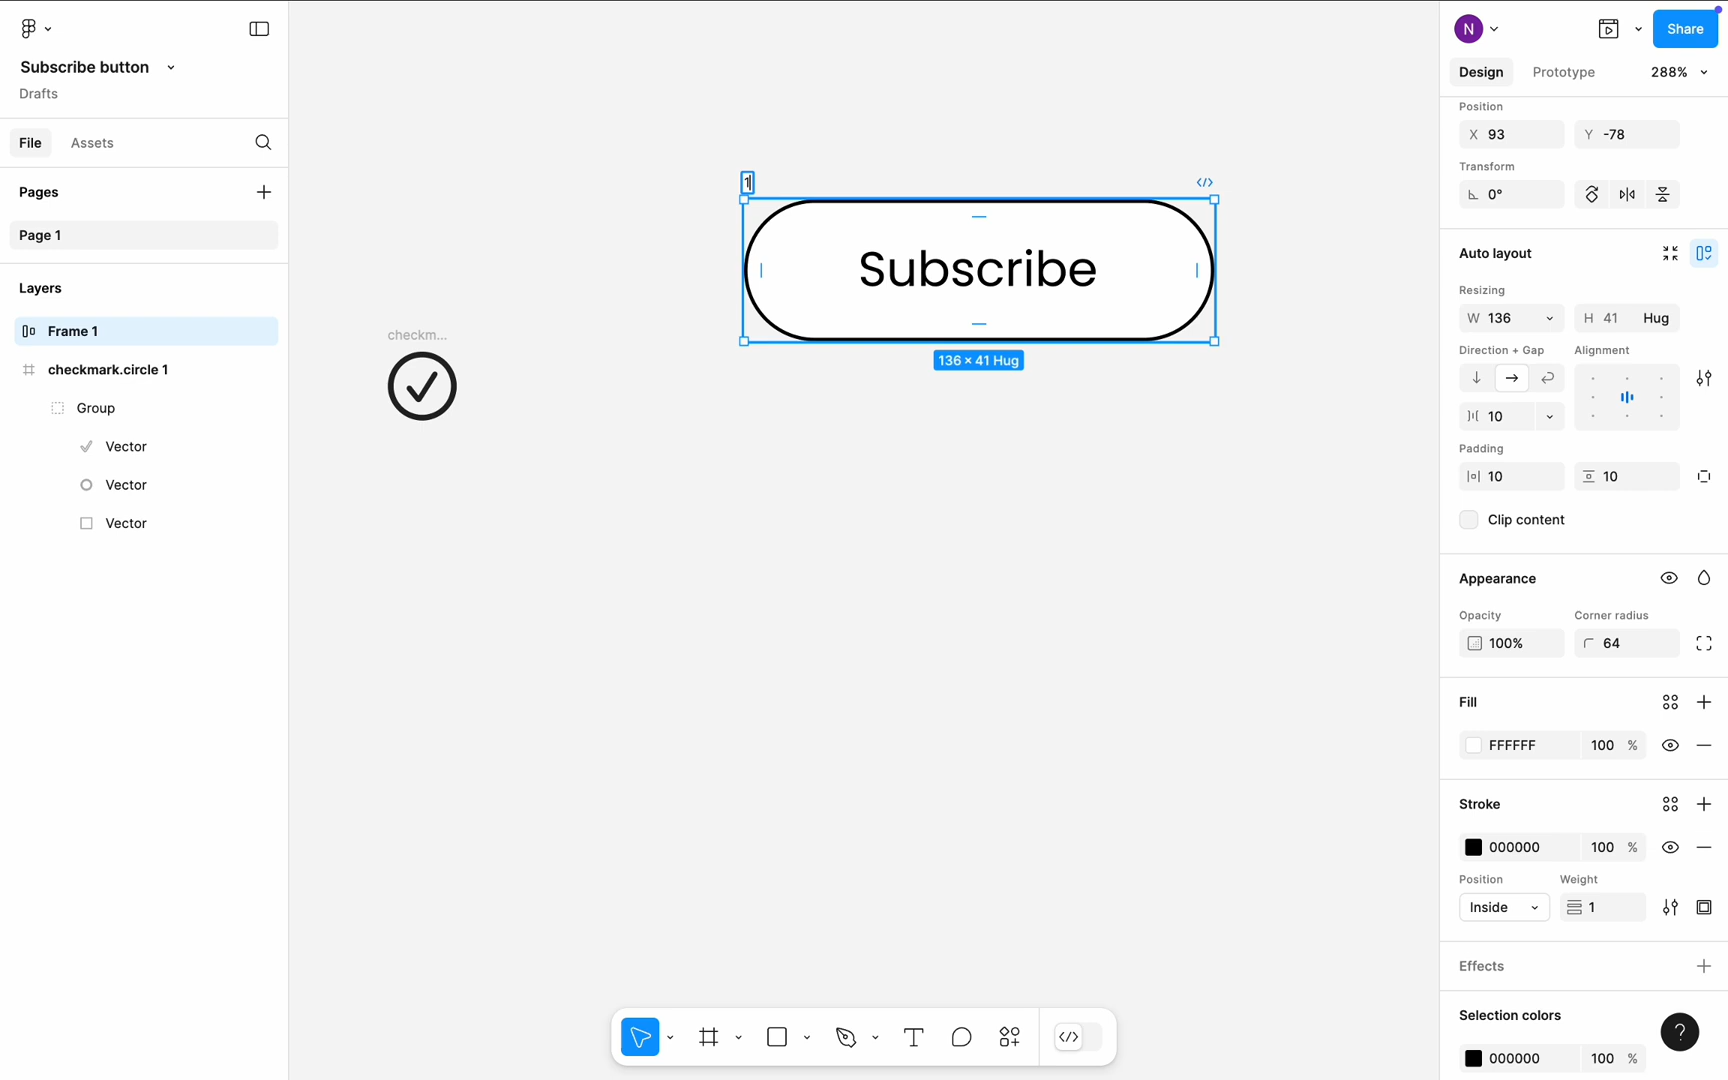 Subscribe button
Drafts
File
Assets
Pages
Page 1
Layers
Frame 1
checkmark.circle 1
Group
Vector
Vector
Vector
checkm...
1
Subscribe
136 × 41 Hug
N
Share
Design
Prototype
288%
Position
X 93
Y -78
Transform
0°
Auto layout
Resizing
W 136
H 41 Hug
Direction + Gap
Alignment
10
Padding
10
10
Clip content
Appearance
Opacity
Corner radius
100%
64
Fill
FFFFFF 100 %
Stroke
000000 100 %
Position
Weight
Inside
1
Effects
Selection colors
000000 100 %
?